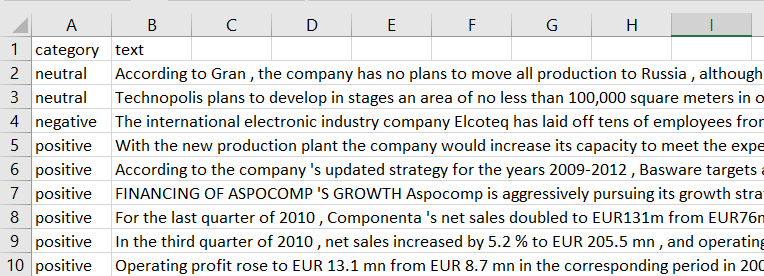 A B C D E F G H I
1 category text
2 neutral According to Gran , the company has no plans to move all production to Russia , although
3 neutral Technopolis plans to develop in stages an area of no less than 100,000 square meters in o
4 negative The international electronic industry company Elcoteq has laid off tens of employees fror
5 positive With the new production plant the company would increase its capacity to meet the expe
6 positive According to the company 's updated strategy for the years 2009-2012 , Basware targets a
7 positive FINANCING OF ASPOCOMP 'S GROWTH Aspocomp is aggressively pursuing its growth strat
8 positive For the last quarter of 2010 , Componenta 's net sales doubled to EUR131m from EUR76m
9 positive In the third quarter of 2010 , net sales increased by 5.2 % to EUR 205.5 mn , and operating
10 positive Operating profit rose to EUR 13.1 mn from EUR 8.7 mn in the corresponding period in 200